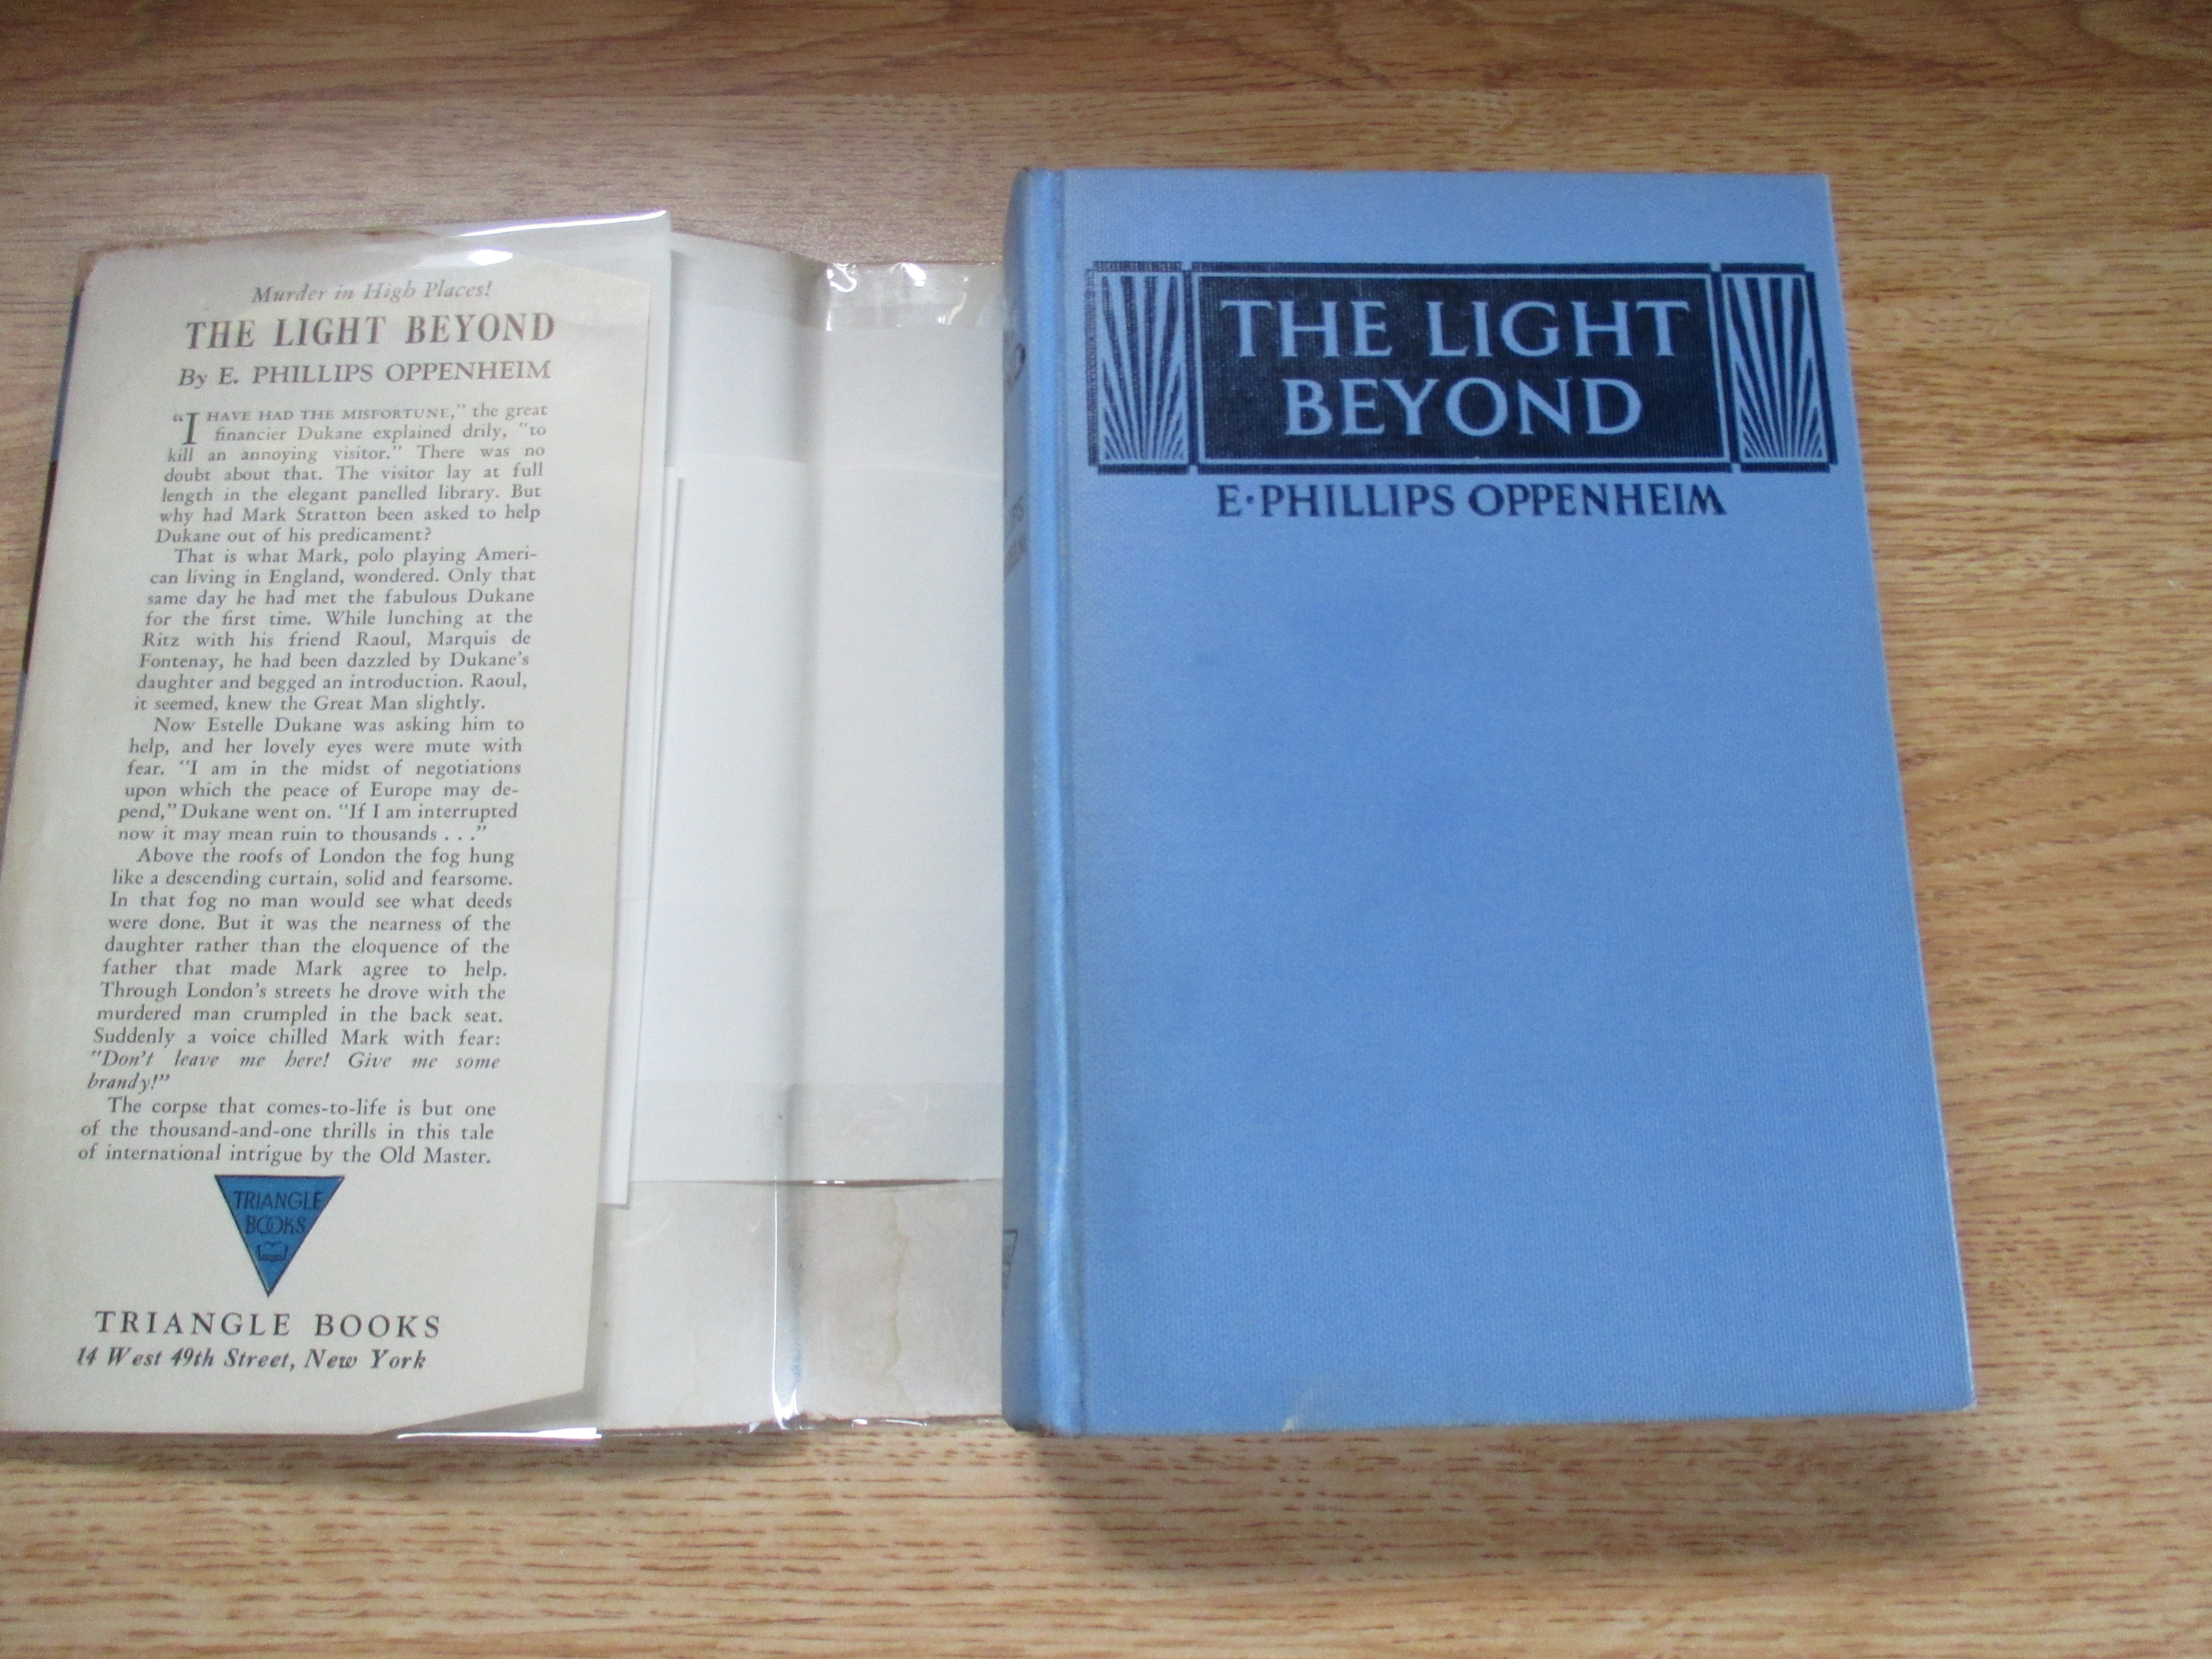 Murder in High Places!
THE LIGHT BEYOND
By E. PHILLIPS OPPENHEIM
"I HAVE HAD THE MISFORTUNE," the great
financier Dukane explained drily, "to
kill an annoying visitor." There was no
doubt about that. The visitor lay at full
length in the elegant panelled library. But
why had Mark Stratton been asked to help
Dukane out of his predicament?
That is what Mark, polo playing Ameri-
can living in England, wondered. Only that
same day he had met the fabulous Dukane
for the first time. While lunching at the
Ritz with his friend Raoul, Marquis de
Fontenay, he had been dazzled by Dukane's
daughter and begged an introduction. Raoul,
it seemed, knew the Great Man slightly.
Now Estelle Dukane was asking him to
help, and her lovely eyes were mute with
fear. "I am in the midst of negotiations
upon which the peace of Europe may de-
pend," Dukane went on. "If I am interrupted
now it may mean ruin to thousands . . ."
Above the roofs of London the fog hung
like a descending curtain, solid and fearsome.
In that fog no man would see what deeds
were done. But it was the nearness of the
daughter rather than the eloquence of the
father that made Mark agree to help.
Through London's streets he drove with the
murdered man crumpled in the back seat.
Suddenly a voice chilled Mark with fear:
"Don't leave me here! Give me some
brandy!"
The corpse that comes-to-life is but one
of the thousand-and-one thrills in this tale
of international intrigue by the Old Master.
TRIANGLE
BOOKS
TRIANGLE BOOKS
14 West 49th Street, New York
THE LIGHT
BEYOND
E·PHILLIPS OPPENHEIM